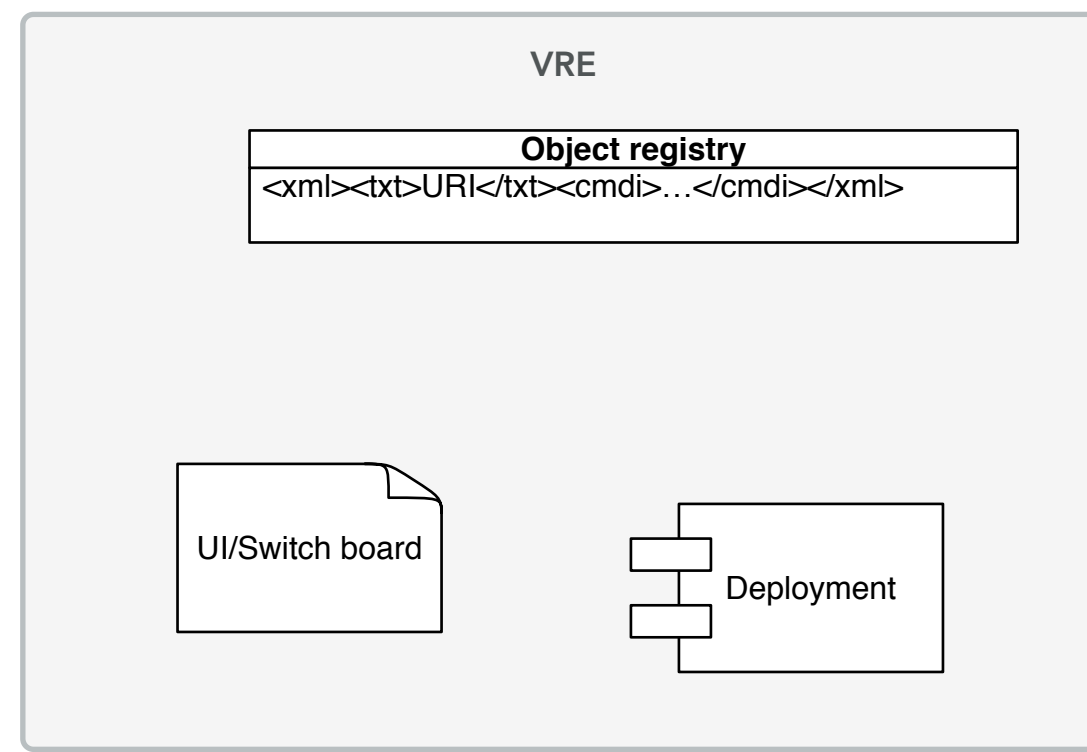 VRE
Object registry
<xml><txt>URI</txt><cmdi>…</cmdi></xml>
UI/Switch board
Deployment